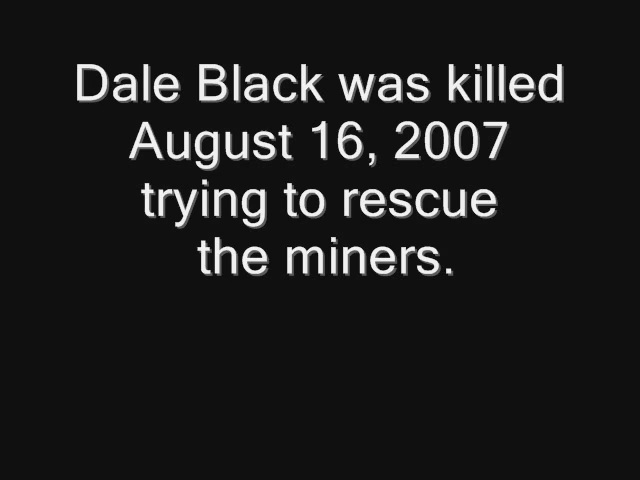 Dale Black was killed
August 16, 2007
trying to rescue
the miners.